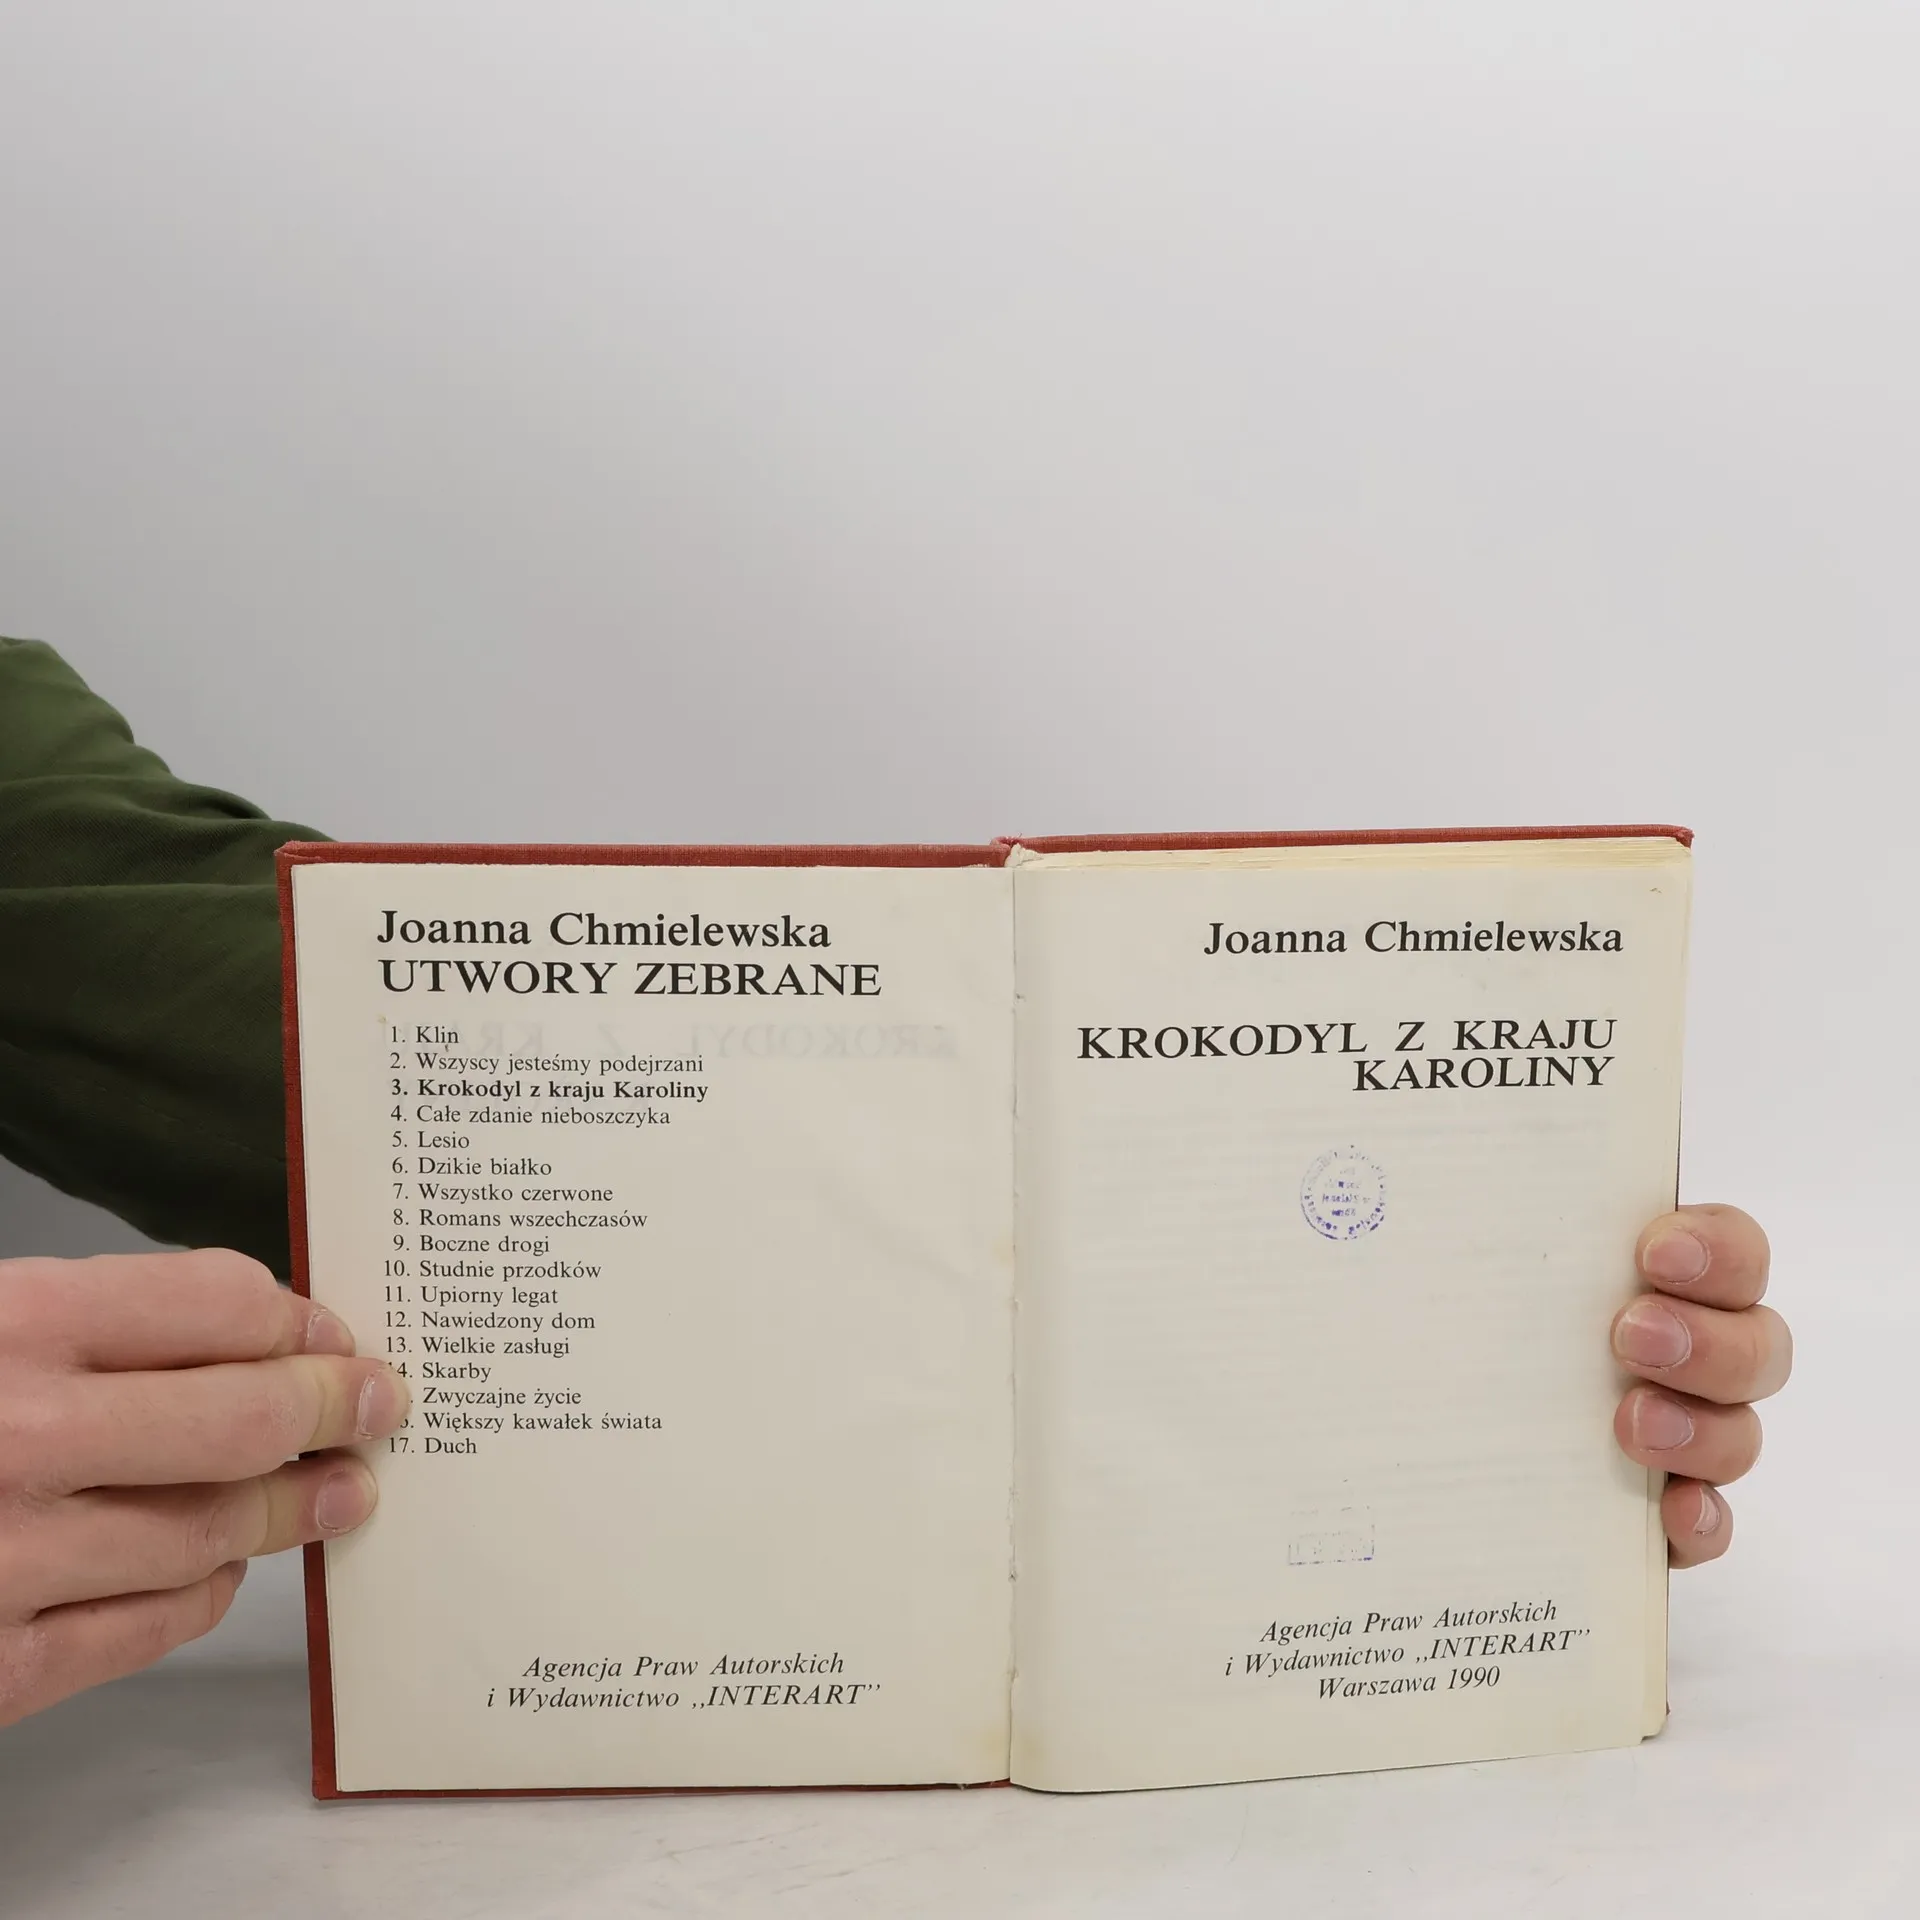 Joanna Chmielewska
UTWORY ZEBRANE
1. Klin
2. Wszyscy jesteśmy podejrzani
3. Krokodyl z kraju Karoliny
4. Całe zdanie nieboszczyka
5. Lesio
6. Dzikie białko
7. Wszystko czerwone
8. Romans wszechczasów
9. Boczne drogi
10. Studnie przodków
11. Upiorny legat
12. Nawiedzony dom
13. Wielkie zasługi
14. Skarby
. Zwyczajne życie
6. Większy kawałek świata
17. Duch
Agencja Praw Autorskich
i Wydawnictwo ,,INTERART''
Joanna Chmielewska
KROKODYL Z KRAJU
KAROLINY
Agencja Praw Autorskich
i Wydawnictwo ,,INTERART''
Warszawa 1990